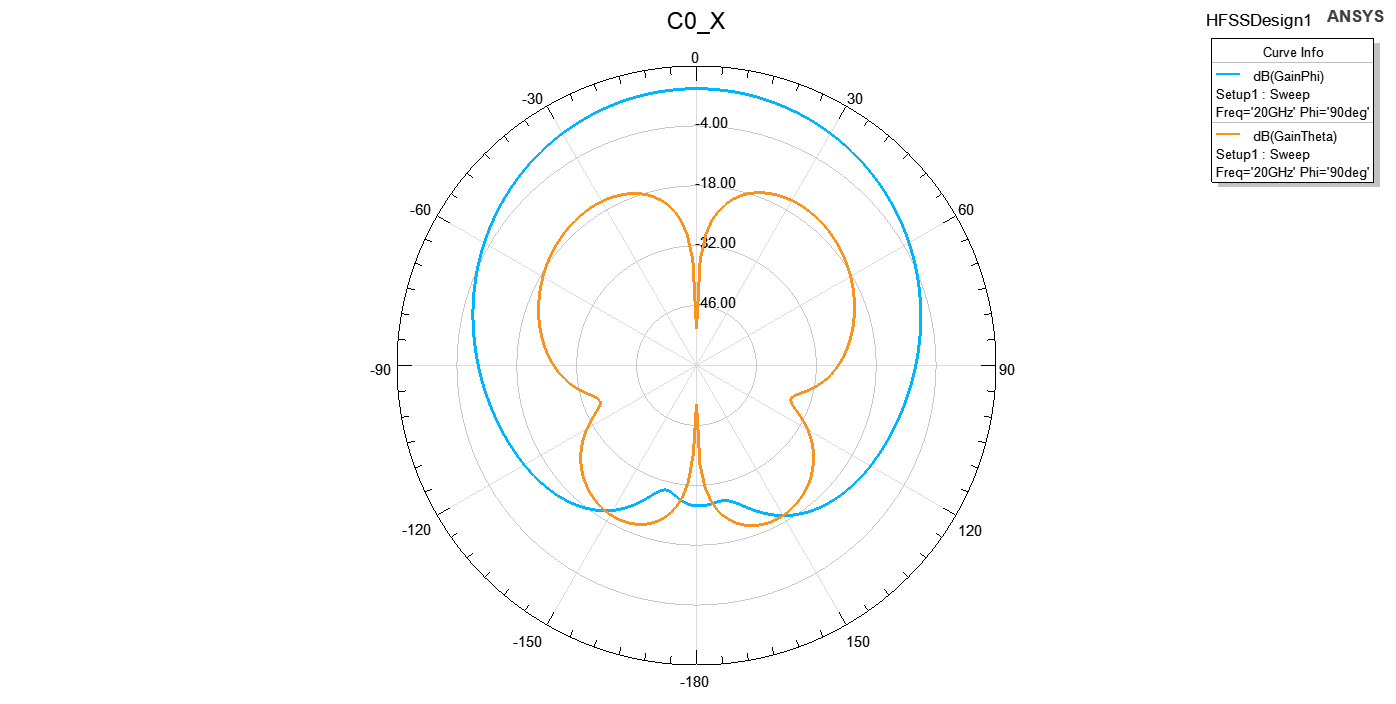 C0_X
HFSSDesign1
ANSYS
Curve Info
dB(GainPhi)
Setup1 : Sweep
Freq='20GHz' Phi='90deg'
dB(GainTheta)
Setup1 : Sweep
Freq='20GHz' Phi='90deg'
0
-30
30
-4.00
-18.00
-60
60
-32.00
-46.00
-90
90
-120
120
-150
150
-180